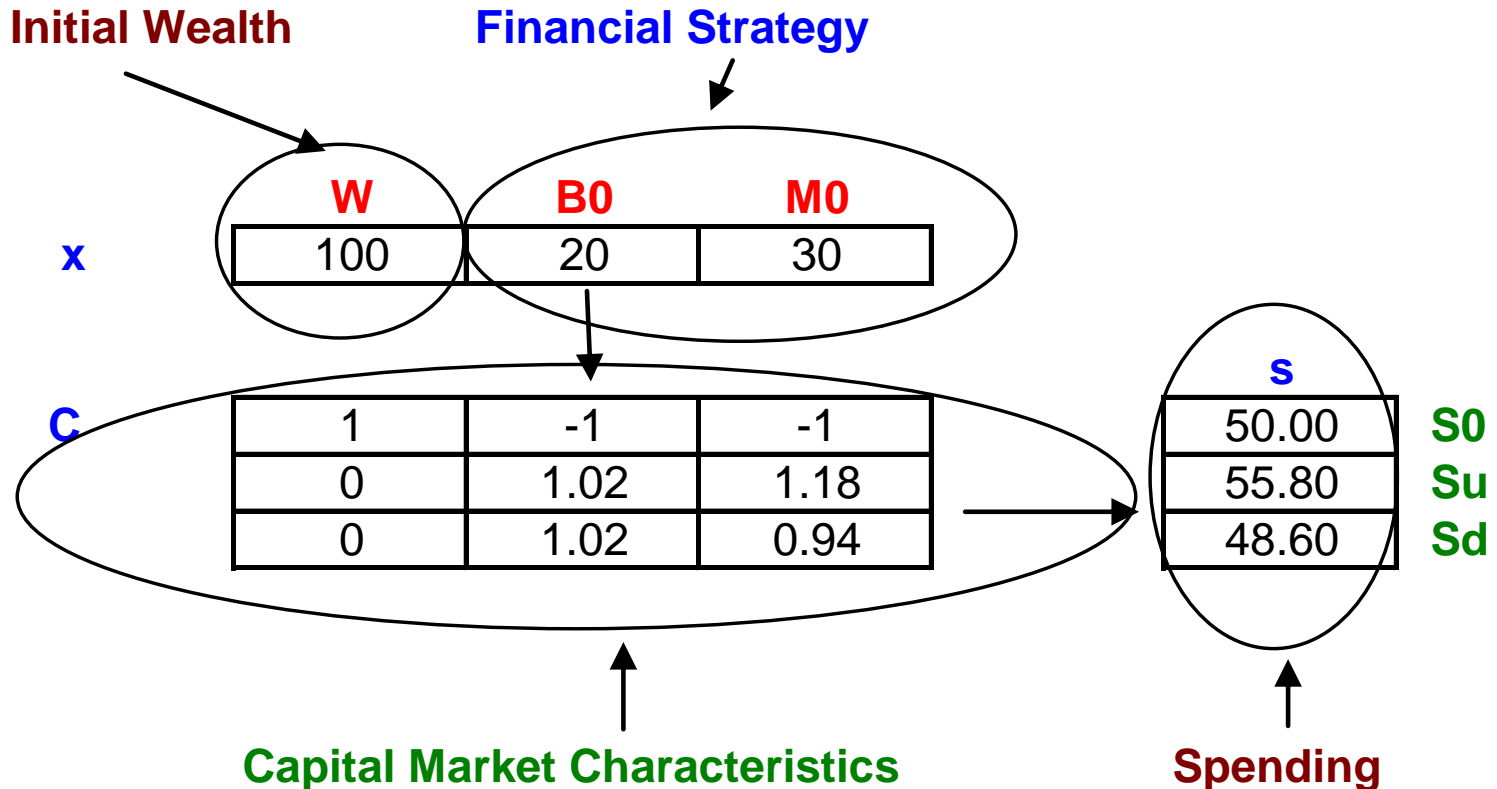 Initial Wealth Financial Strategy
W B0 M0
x 100 20 30
s
C 1 -1 -1 50.00 S0
0 1.02 1.18 55.80 Su
0 1.02 0.94 48.60 Sd
Capital Market Characteristics Spending